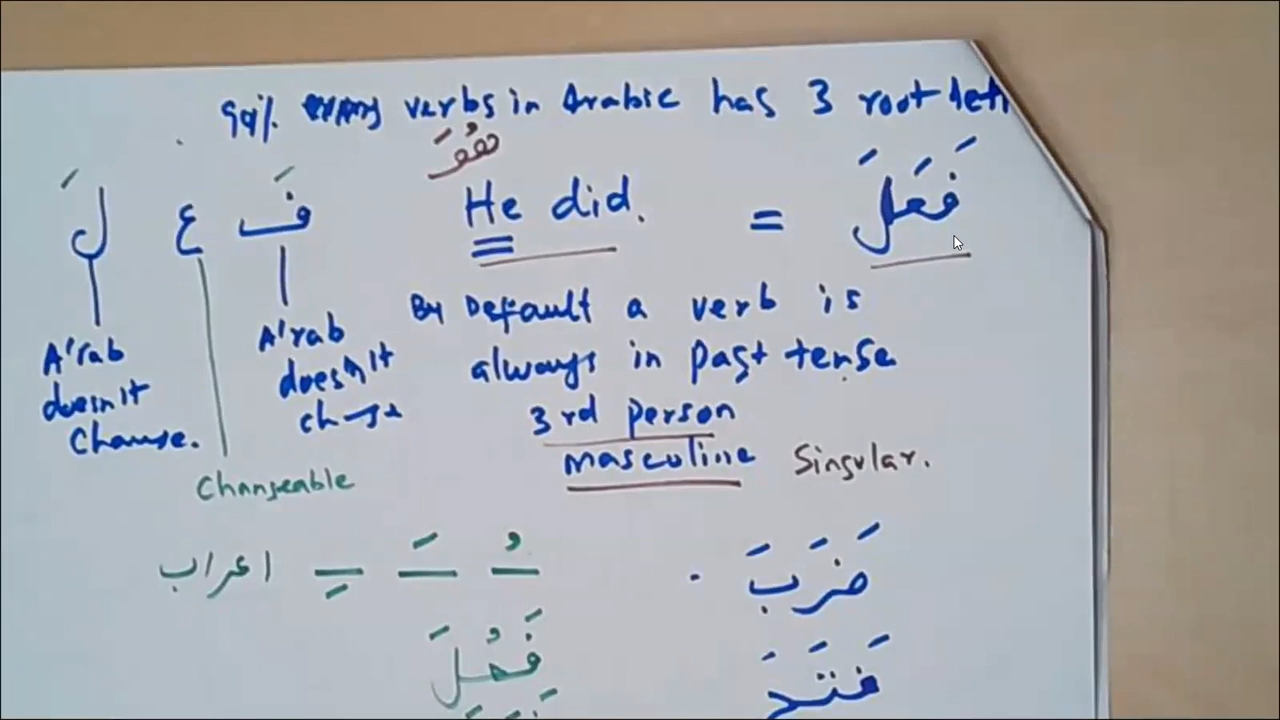 99% verbs in Arabic has 3 root
هُوَ
He did. = فَعَلَ
فَ ع لَ
A'rab doesn't change
A'rab doesn't change.
Changeable
By Default a verb is
always in past tense
3rd person
masculine Singular.
اعراب
ضَرَبَ
فَعُلَ
فَتَحَ